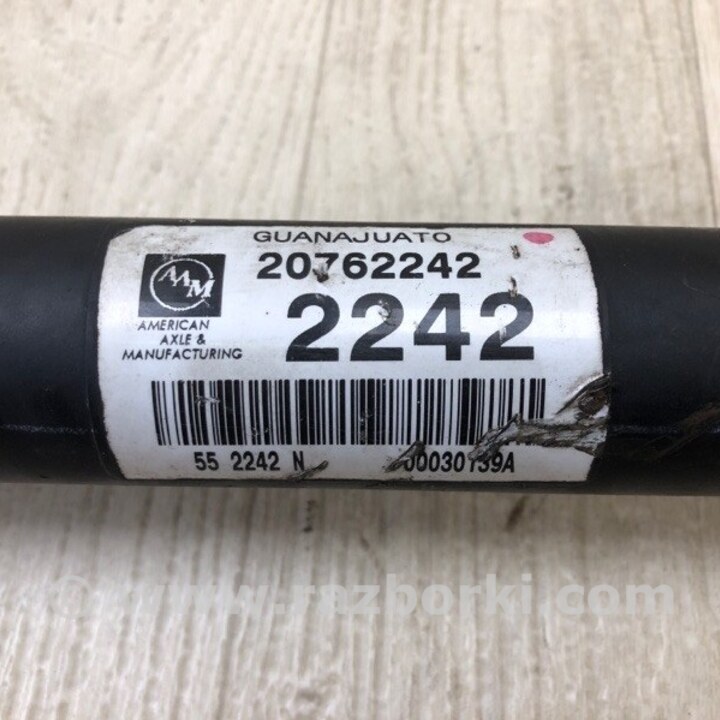 GUANAJUATO
20762242
AAM
2242
AMERICAN
AXLE &
MANUFACTURING
55 2242 N 00030139A
© www.razborki.com